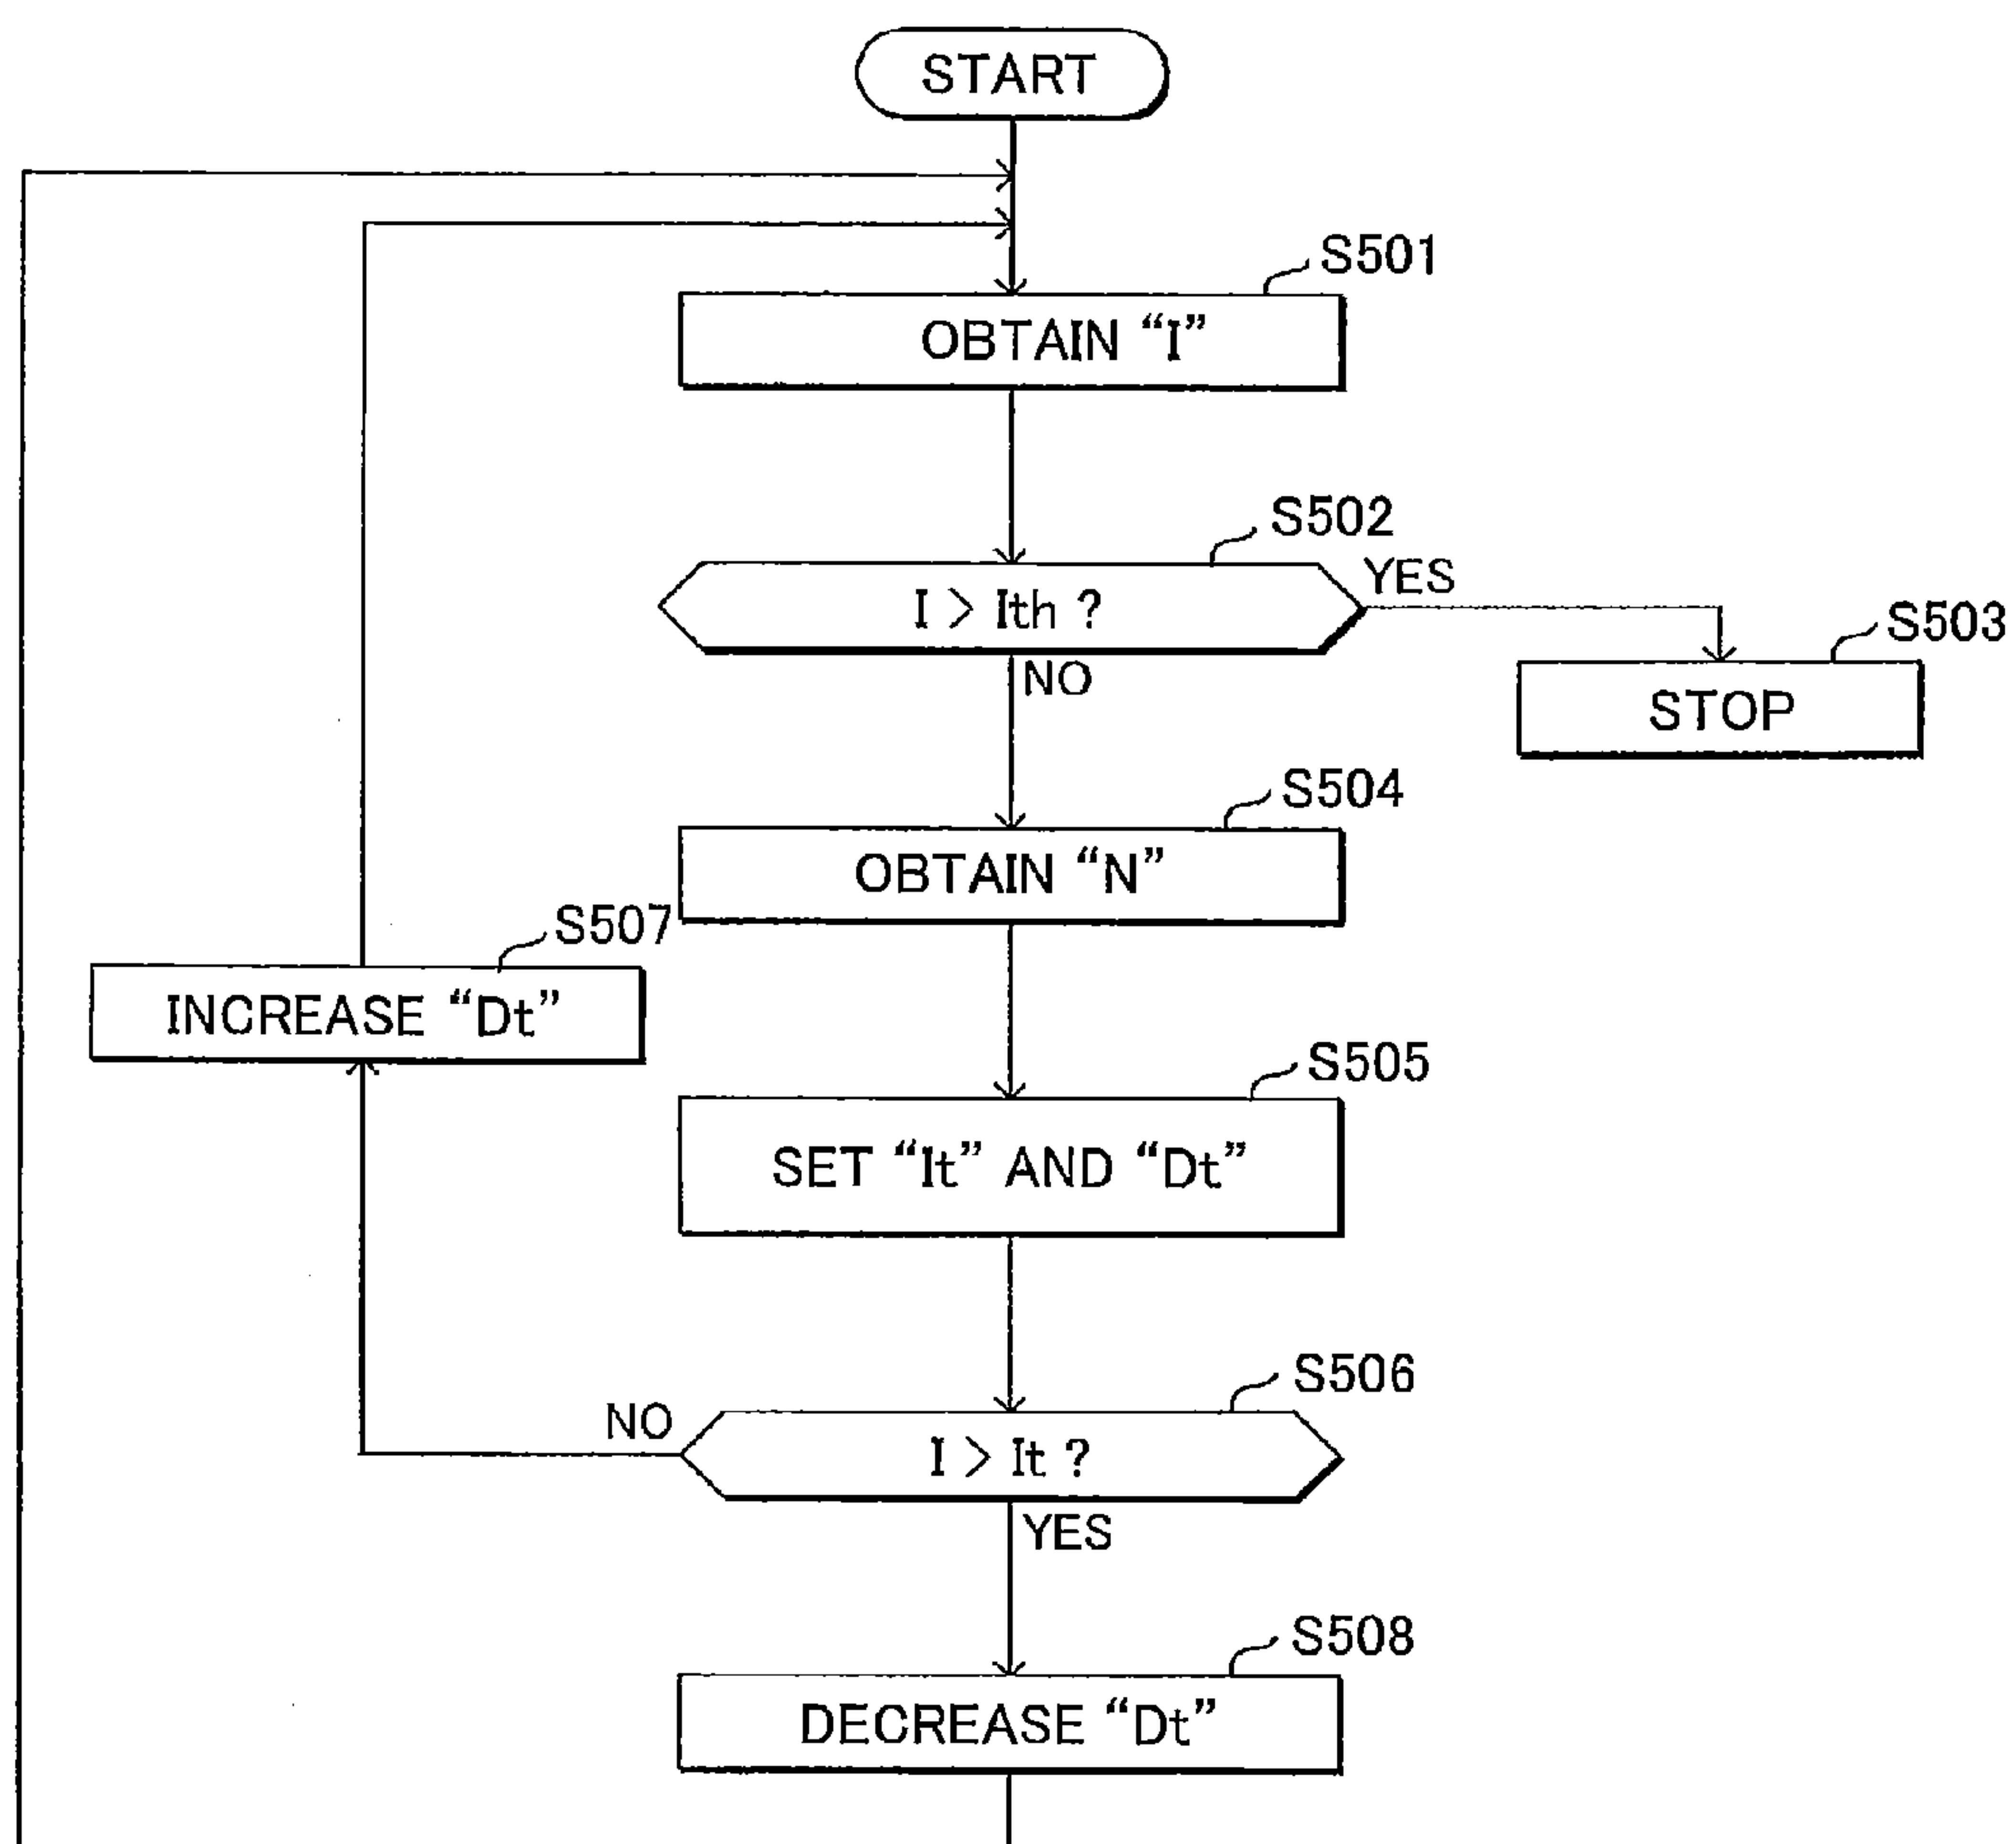 START
S501
OBTAIN “I”
S502
I > Ith ?
YES
S503
STOP
NO
S504
OBTAIN “N”
S507
INCREASE “Dt”
S505
SET “It” AND “Dt”
S506
NO
I > It ?
YES
S508
DECREASE “Dt”